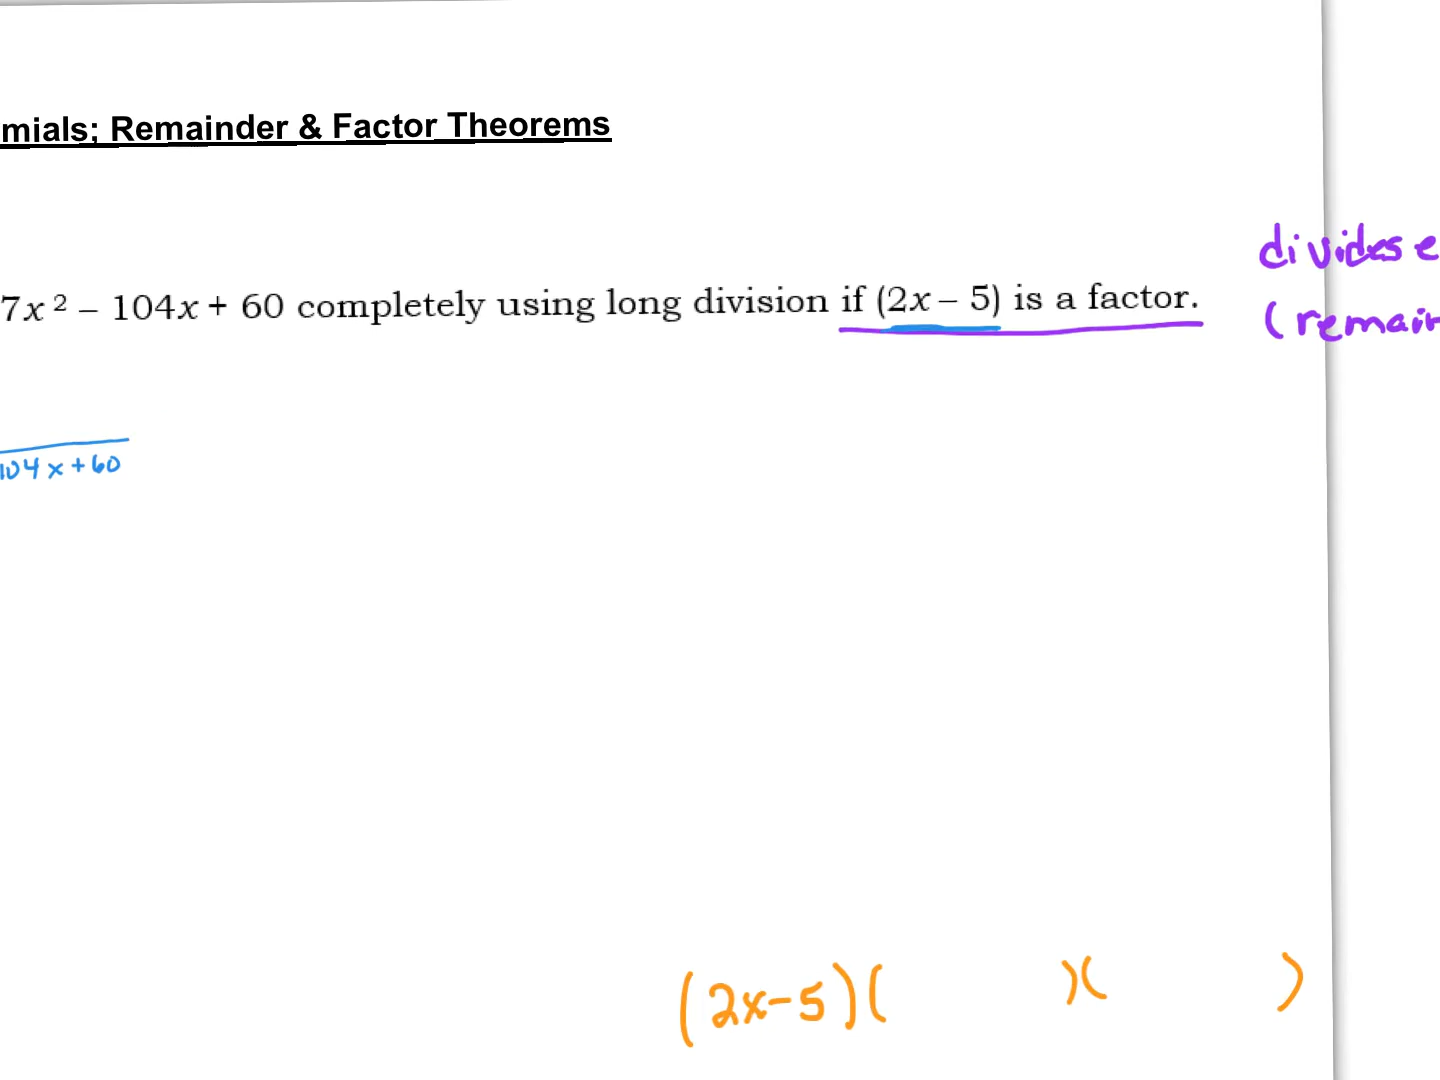 mials; Remainder & Factor Theorems
divides e
7x² – 104x + 60 completely using long division if (2x – 5) is a factor.
(remain
104x+60
(2x-5)( )( )